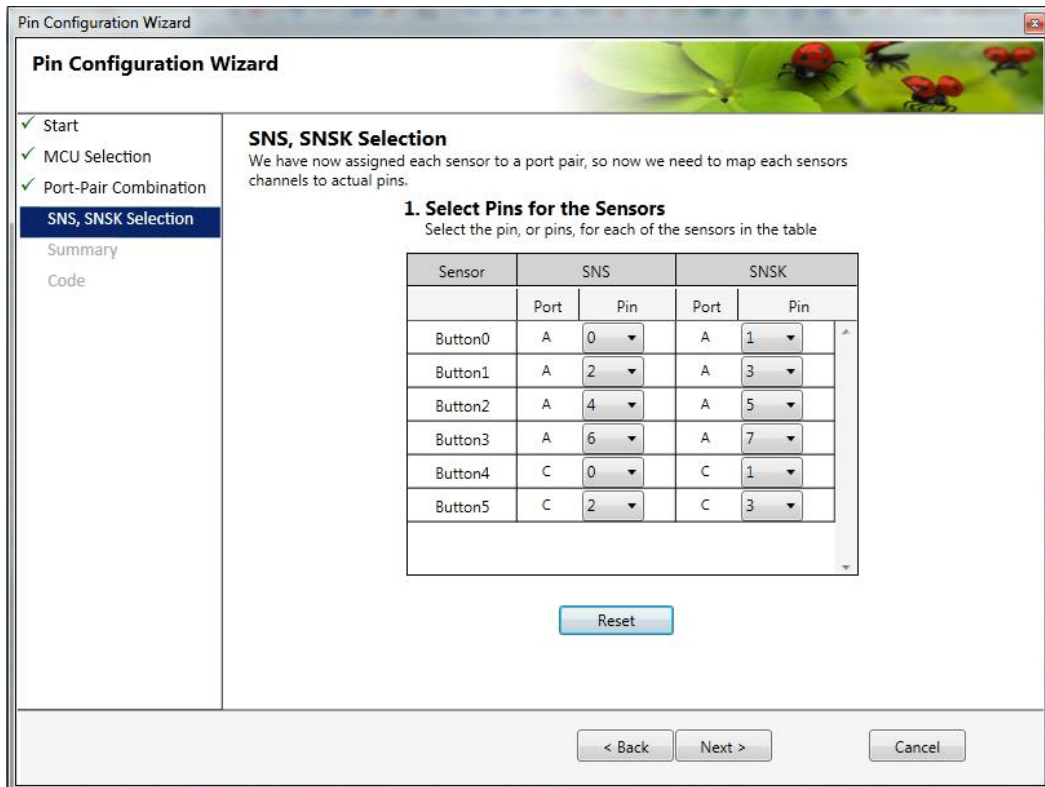 Pin Configuration Wizard
Pin Configuration Wizard
Start
MCU Selection
Port-Pair Combination
SNS, SNSK Selection
Summary
Code
SNS, SNSK Selection
We have now assigned each sensor to a port pair, so now we need to map each sensors
channels to actual pins.
1. Select Pins for the Sensors
Select the pin, or pins, for each of the sensors in the table
Sensor SNS SNSK
Port Pin Port Pin
Button0 A 0 A 1
Button1 A 2 A 3
Button2 A 4 A 5
Button3 A 6 A 7
Button4 C 0 C 1
Button5 C 2 C 3
Reset
< Back Next > Cancel